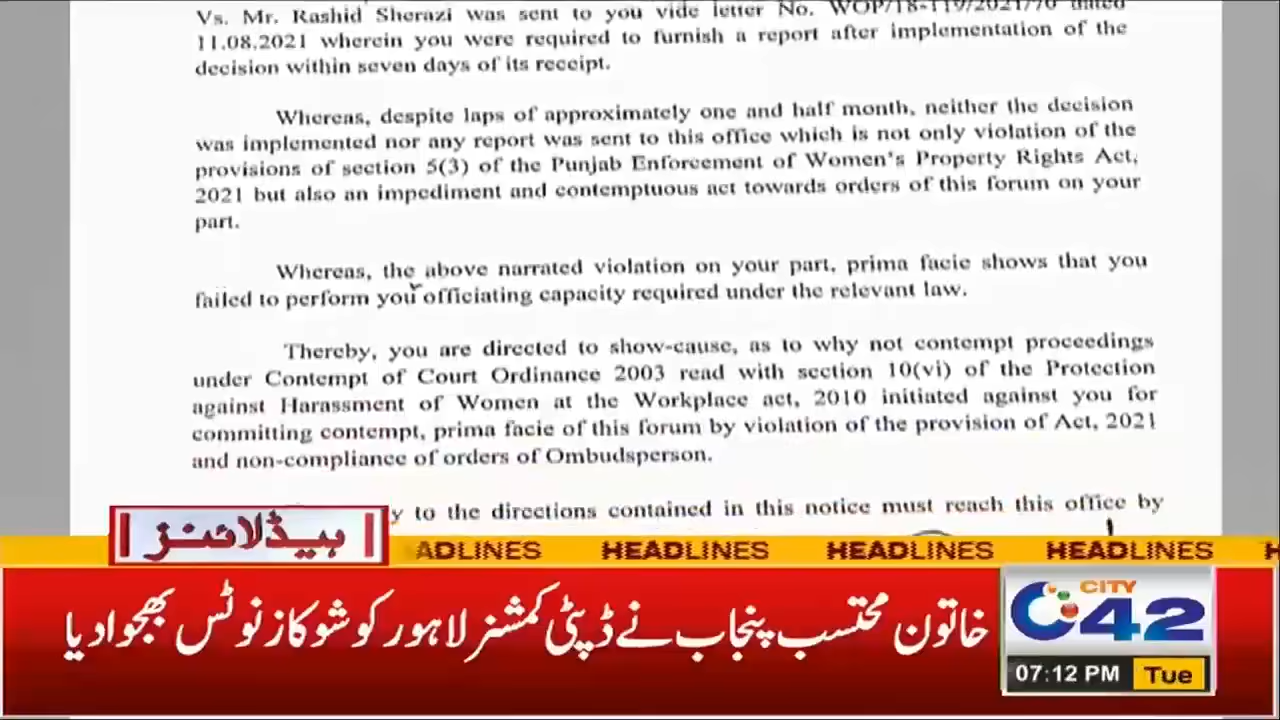 Vs. Mr. Rashid Sherazi was sent to you vide letter No. WOP/18-119/2021/70 dated
11.08.2021 wherein you were required to furnish a report after implementation of the
decision within seven days of its receipt.
Whereas, despite laps of approximately one and half month, neither the decision
was implemented nor any report was sent to this office which is not only violation of the
provisions of section 5(3) of the Punjab Enforcement of Women's Property Rights Act,
2021 but also an impediment and contemptuous act towards orders of this forum on your
part.
Whereas, the above narrated violation on your part, prima facie shows that you
failed to perform you officiating capacity required under the relevant law.
Thereby, you are directed to show-cause, as to why not contempt proceedings
under Contempt of Court Ordinance 2003 read with section 10(vi) of the Protection
against Harassment of Women at the Workplace act, 2010 initiated against you for
committing contempt, prima facie of this forum by violation of the provision of Act, 2021
and non-compliance of orders of Ombudsperson.
y to the directions contained in this notice must reach this office by
ہیڈلائنز
ADLINES HEADLINES HEADLINES HEADLINES H
خاتون محتسب پنجاب نے ڈپٹی کمشنر لاہور کو شوکاز نوٹس بھجوا دیا
CITY
42
07:12 PM Tue